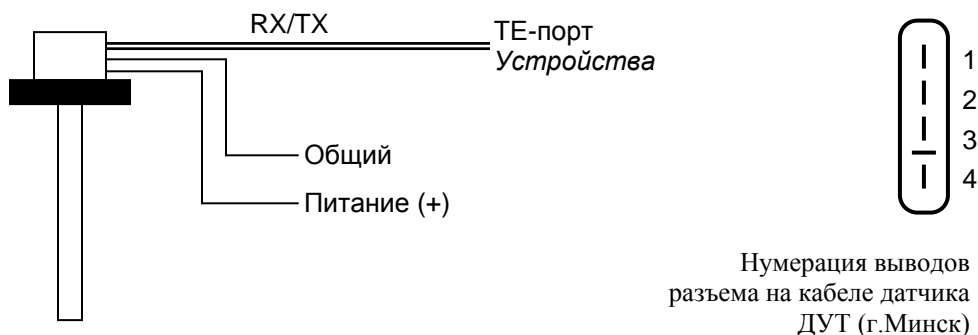 RX/TX
ТЕ-порт
Устройства
Общий
Питание (+)
1
2
3
4
Нумерация выводов
разъема на кабеле датчика
ДУТ (г.Минск)